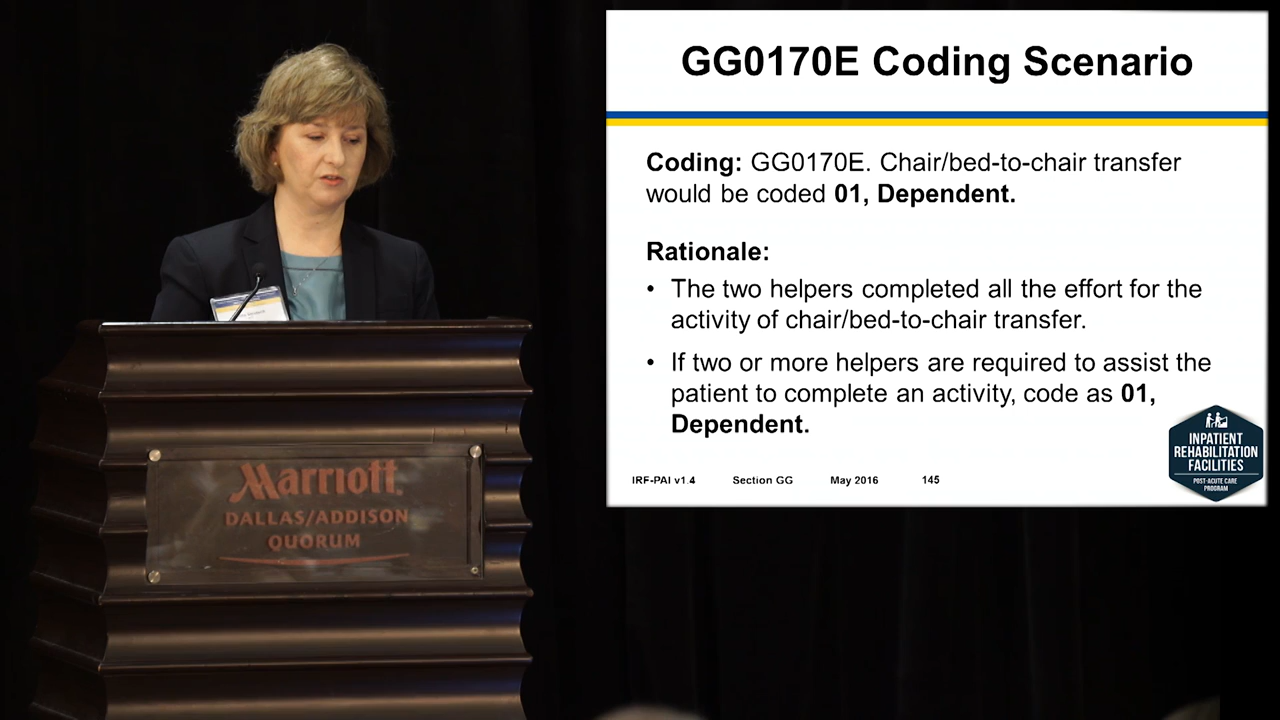 GG0170E Coding Scenario
Coding: GG0170E. Chair/bed-to-chair transfer
would be coded 01, Dependent.
Rationale:
• The two helpers completed all the effort for the
activity of chair/bed-to-chair transfer.
• If two or more helpers are required to assist the
patient to complete an activity, code as 01,
Dependent.
IRF-PAI v1.4 Section GG May 2016 145
INPATIENT
REHABILITATION
FACILITIES
POST-ACUTE CARE
PROGRAM
Marriott
DALLAS/ADDISON
QUORUM